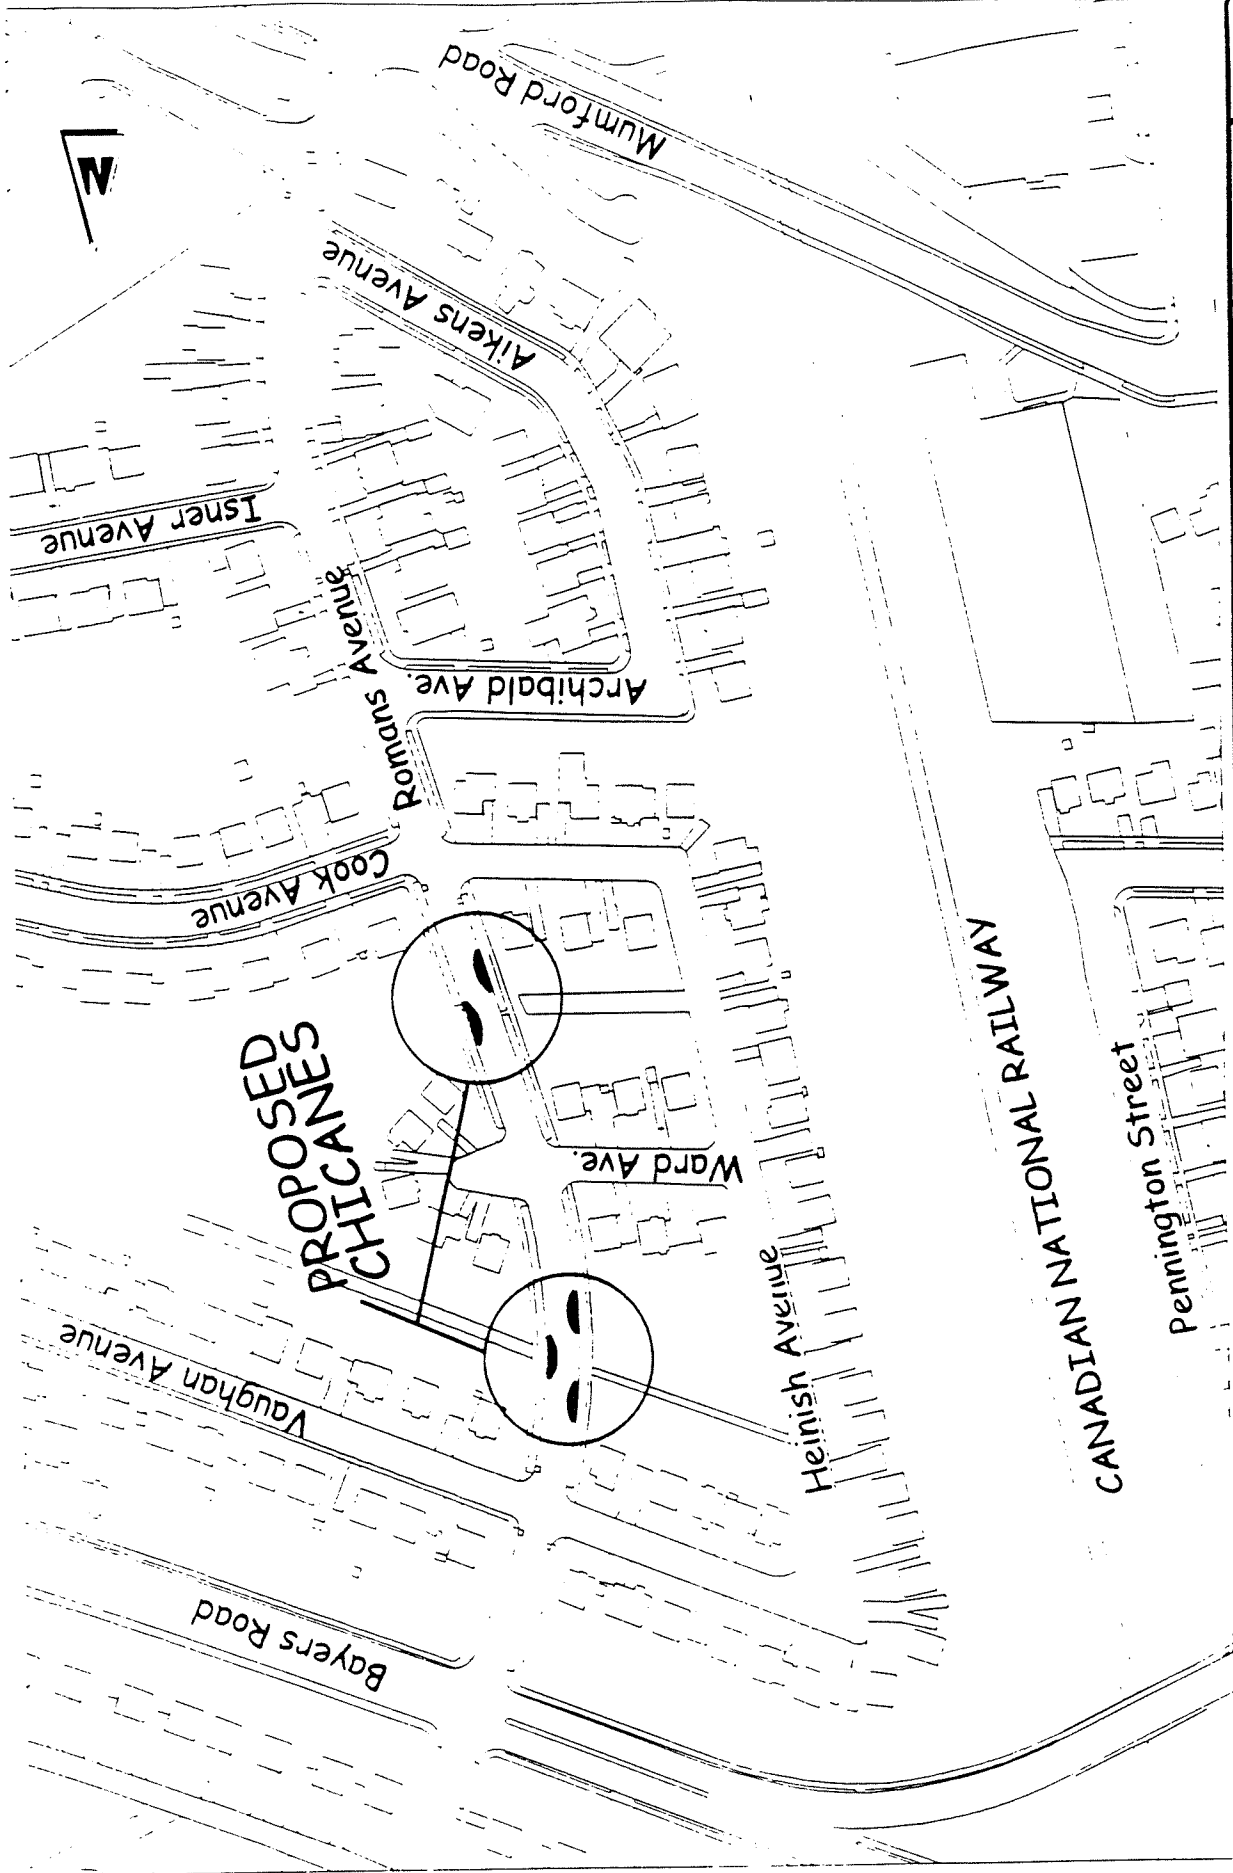 N
Mumford Road
Aikens Avenue
Isner Avenue
Romans Avenue
Archibald Ave.
Cook Avenue
PROPOSED
CHICANES
Ward Ave.
Vaughan Avenue
Heinish Avenue
CANADIAN NATIONAL RAILWAY
Pennington Street
Bayers Road